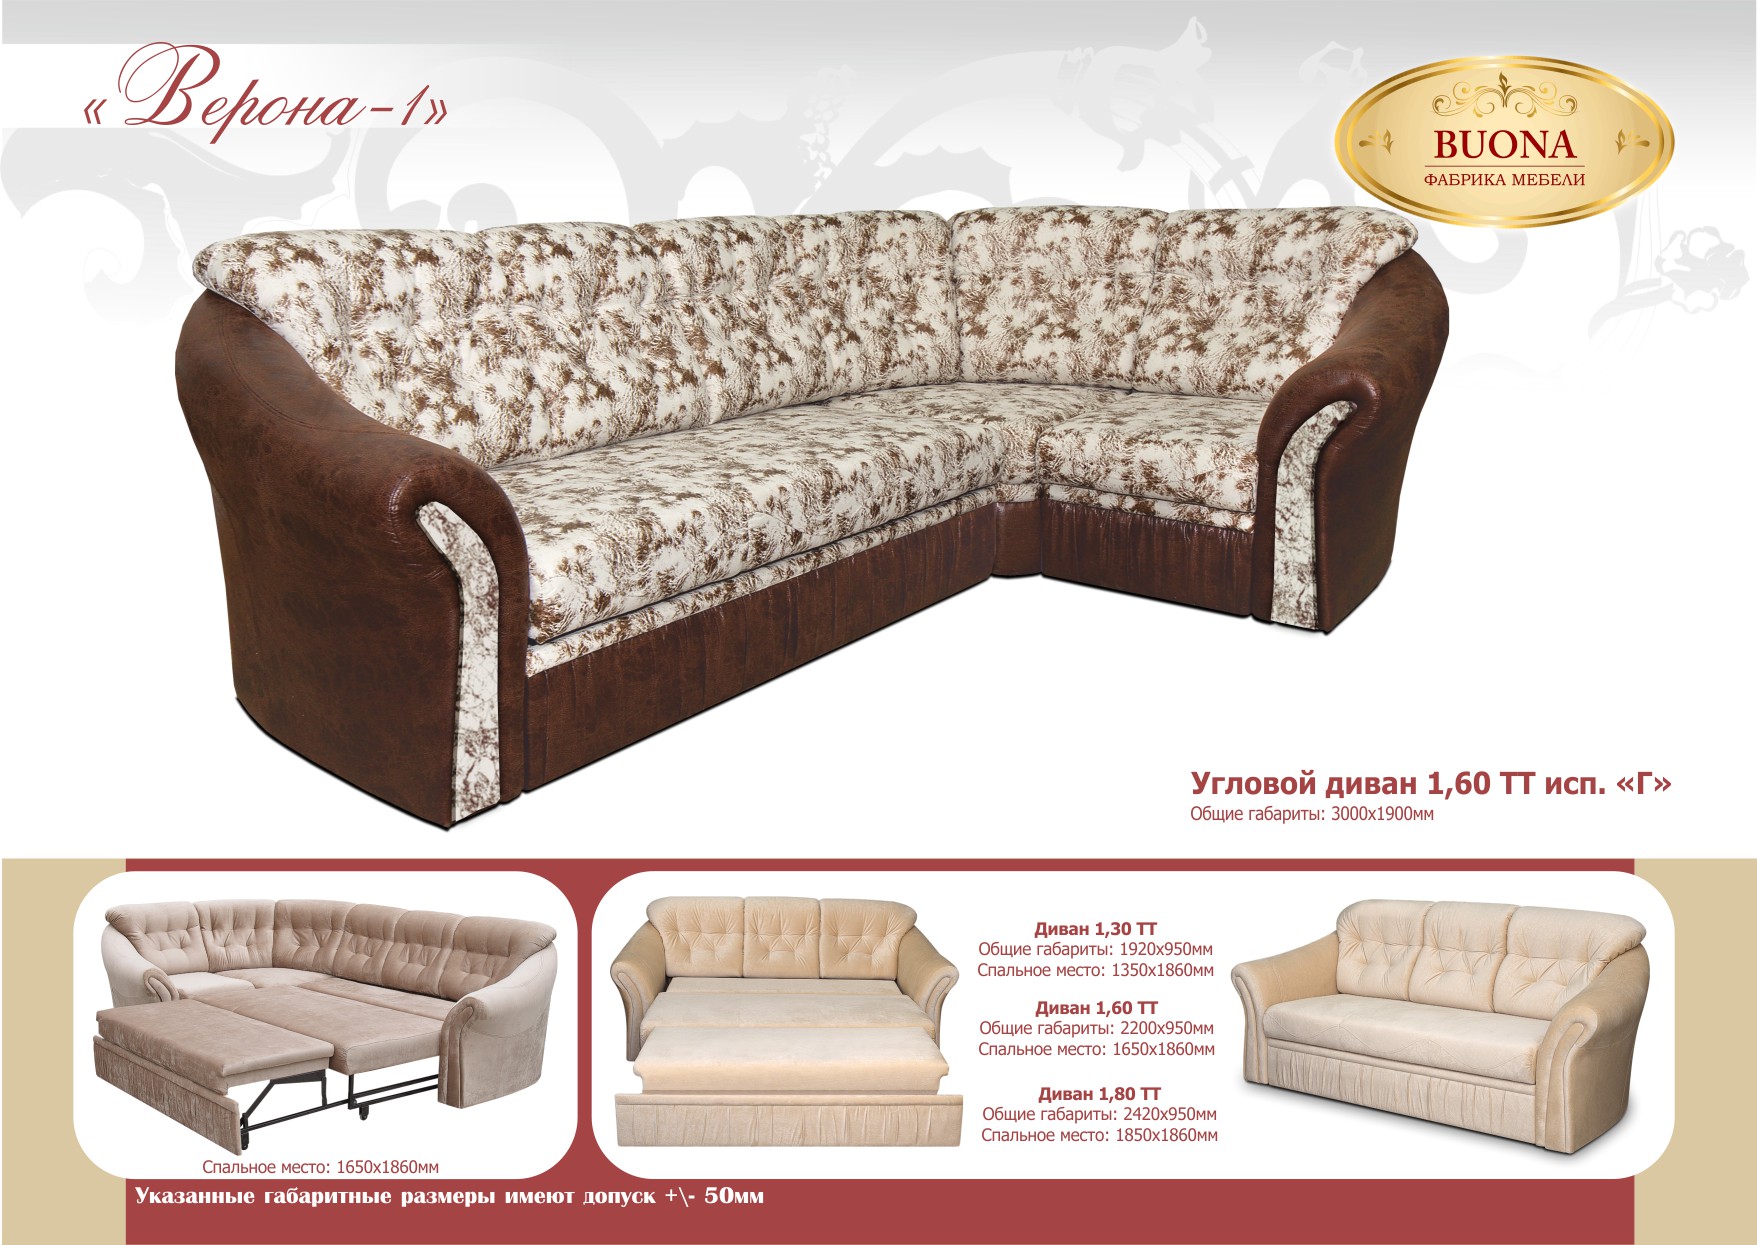 «Верона-1»
BUONA
ФАБРИКА МЕБЕЛИ
Угловой диван 1,60 ТТ исп. «Г»
Общие габариты: 3000х1900мм
Диван 1,30 ТТ
Общие габариты: 1920х950мм
Спальное место: 1350х1860мм
Диван 1,60 ТТ
Общие габариты: 2200х950мм
Спальное место: 1650х1860мм
Диван 1,80 ТТ
Общие габариты: 2420х950мм
Спальное место: 1850х1860мм
Спальное место: 1650х1860мм
Указанные габаритные размеры имеют допуск +\- 50мм